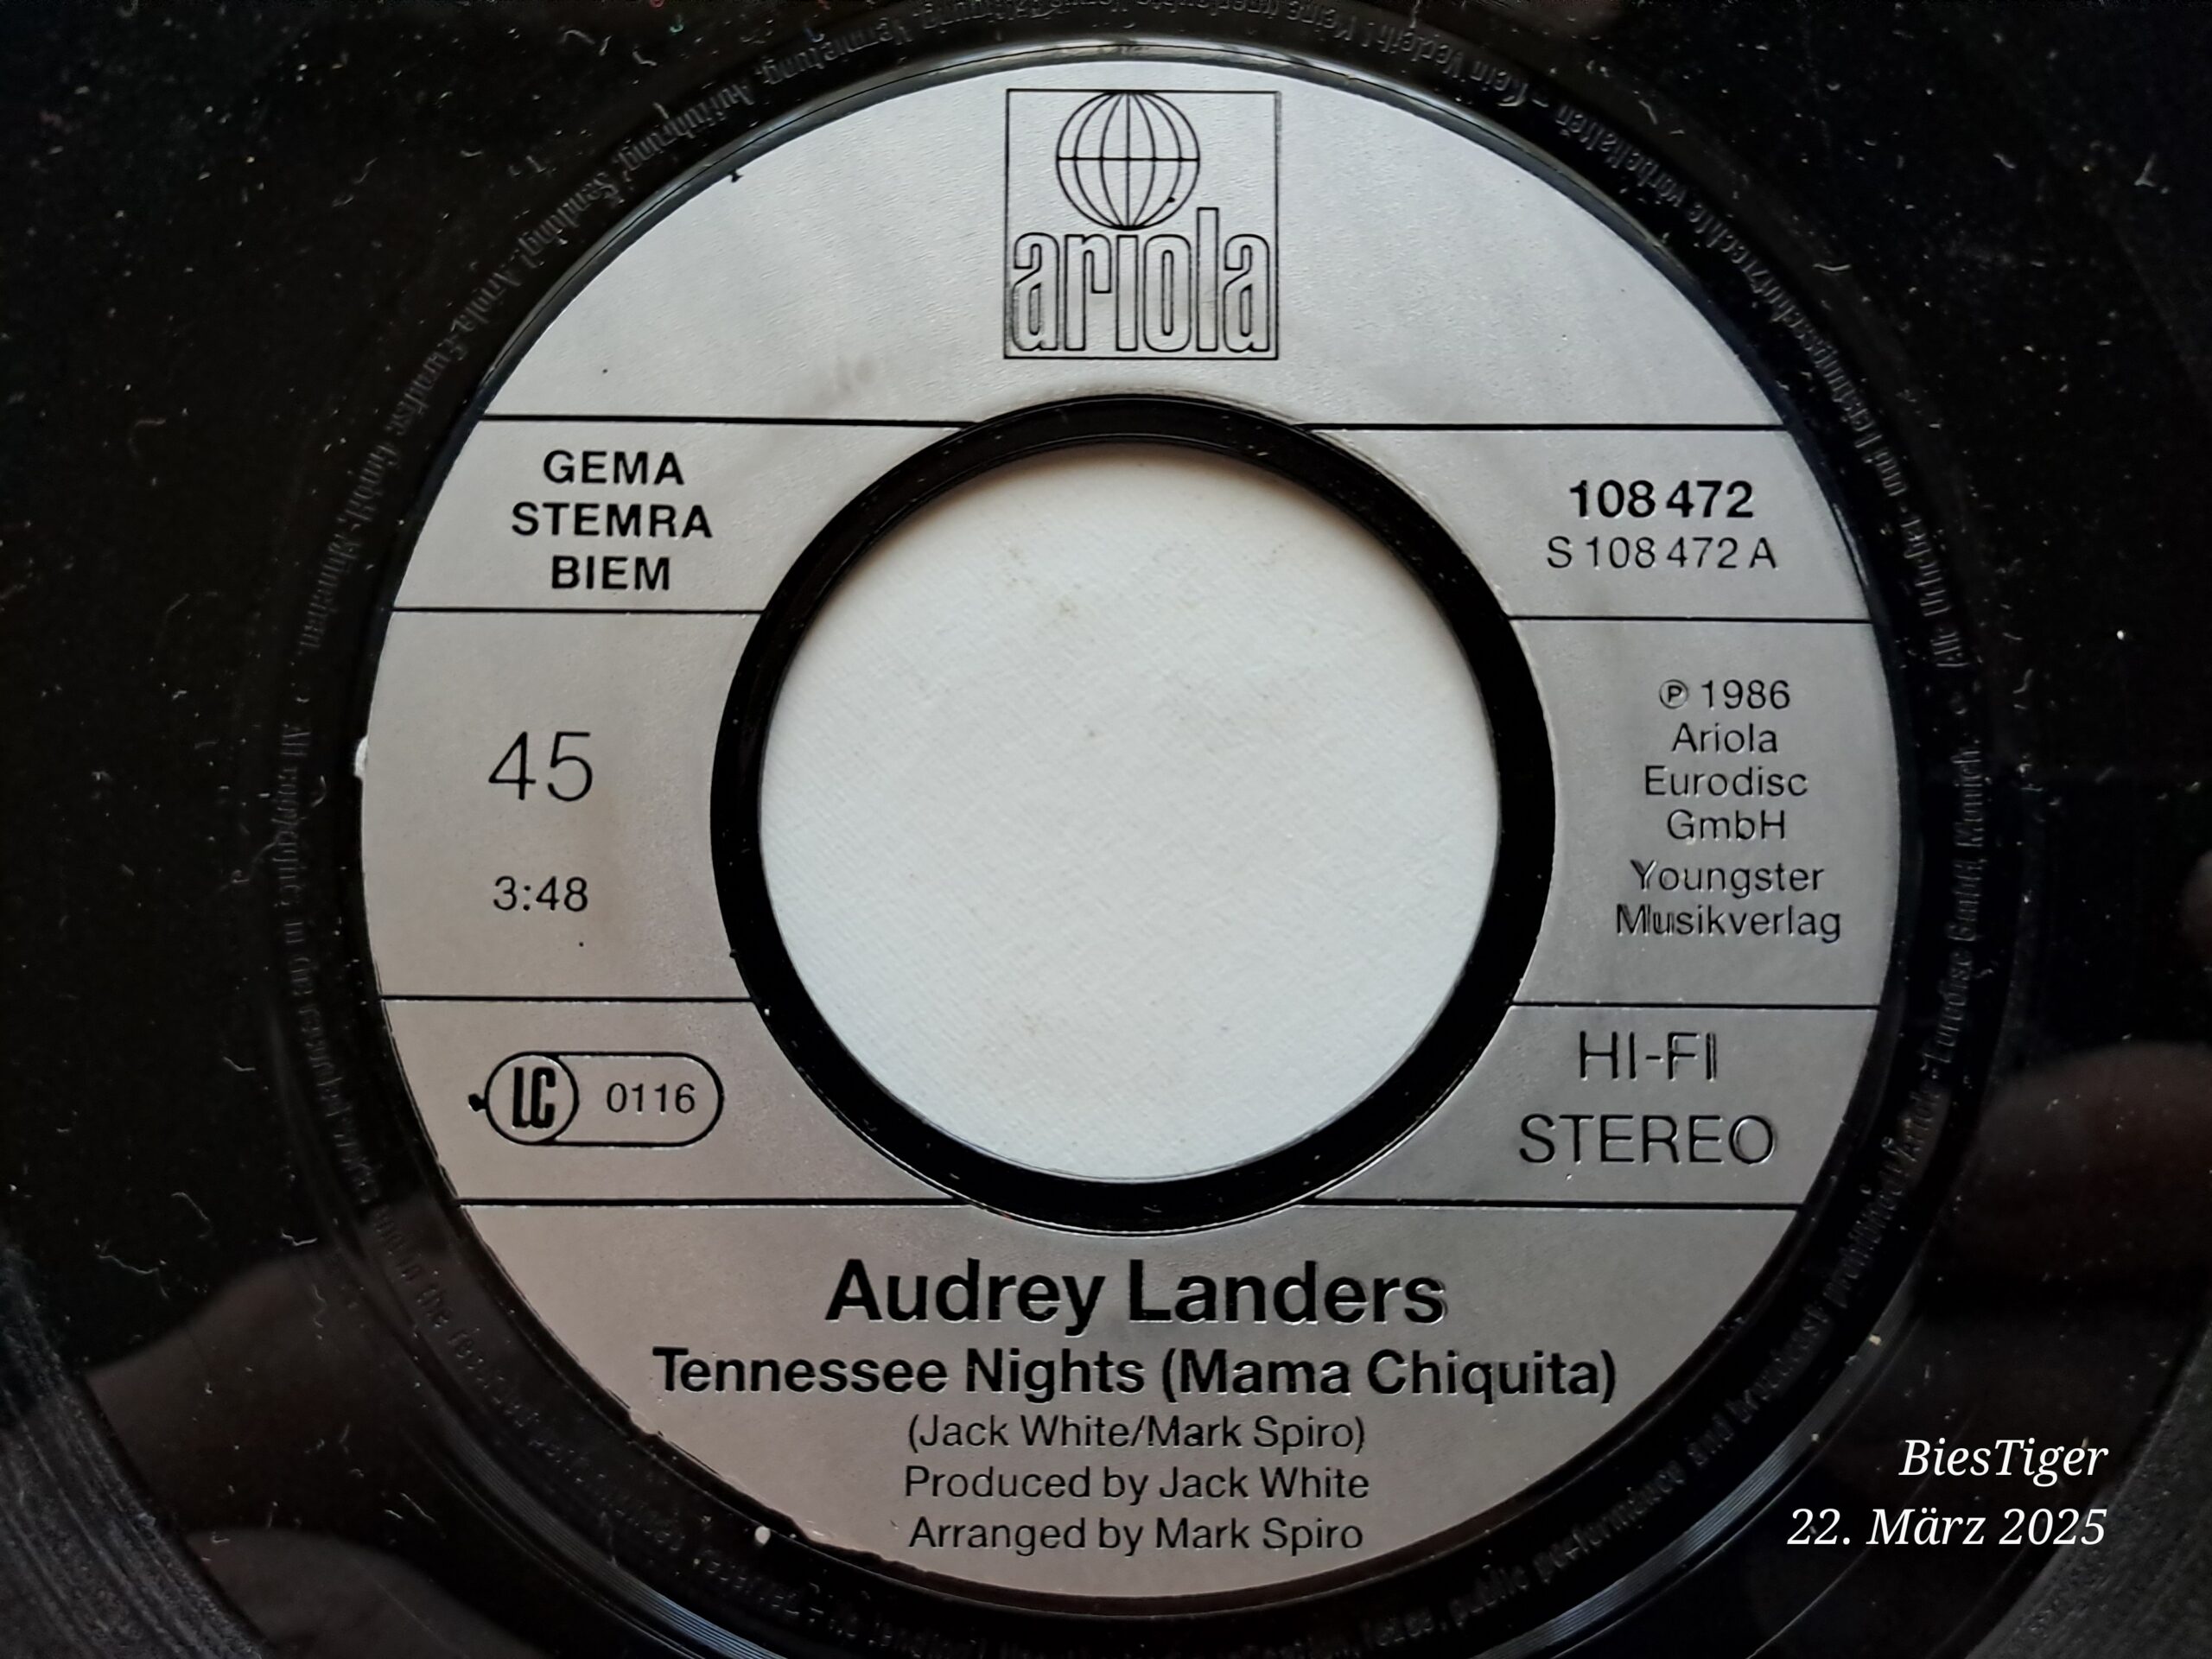 ariola
GEMA
STEMRA
BIEM
108 472
S 108 472 A
45
3:48
℗ 1986
Ariola
Eurodisc
GmbH
Youngster
Musikverlag
LC 0116
HI-FI
STEREO
Audrey Landers
Tennessee Nights (Mama Chiquita)
(Jack White/Mark Spiro)
Produced by Jack White
Arranged by Mark Spiro
BiesTiger
22. März 2025